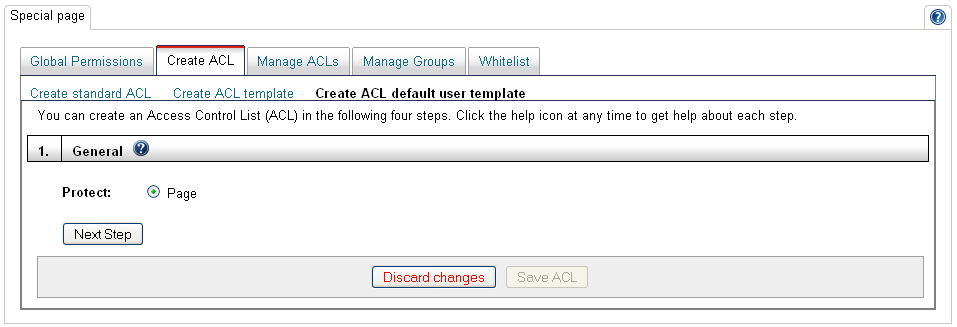 Special page
Global Permissions Create ACL Manage ACLs Manage Groups Whitelist
Create standard ACL Create ACL template Create ACL default user template
You can create an Access Control List (ACL) in the following four steps. Click the help icon at any time to get help about each step.
1. General ?
Protect: Page
Next Step
Discard changes Save ACL